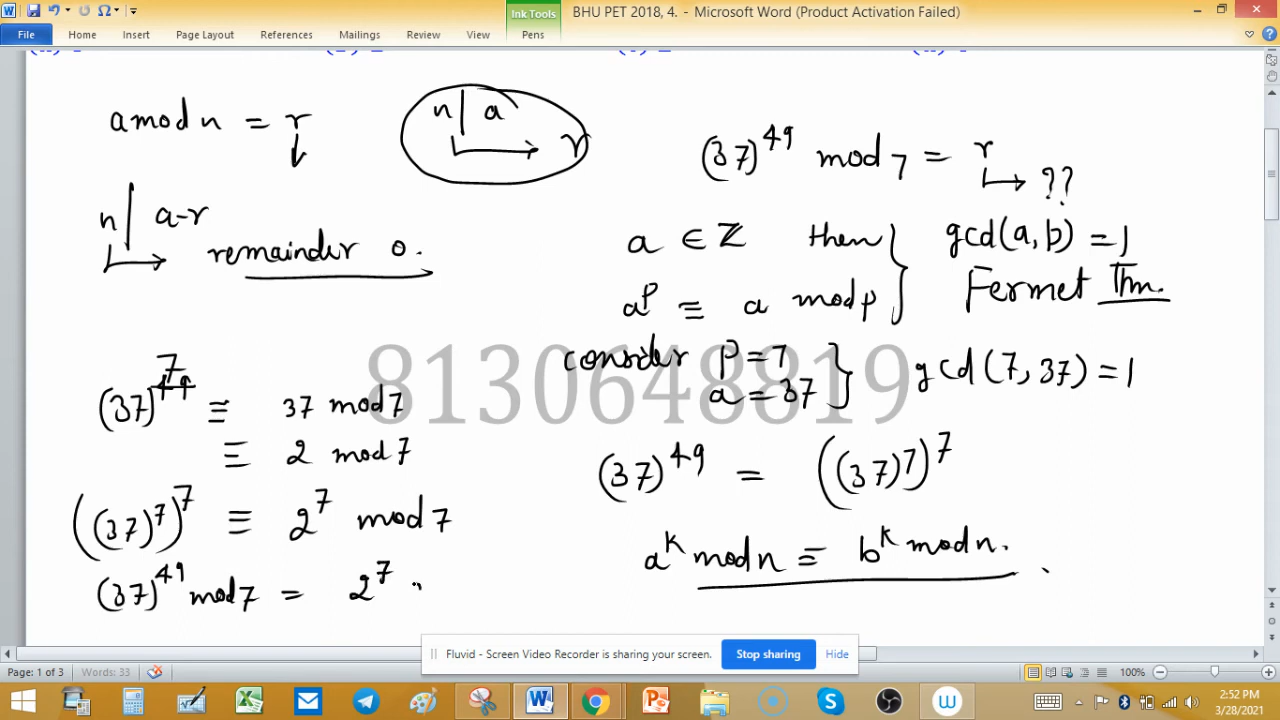 Ink Tools
BHU PET 2018, 4. - Microsoft Word (Product Activation Failed)
File Home Insert Page Layout References Mailings Review View Pens
a mod n = r
n | a
r
n | a-r
remainder 0.
(37)^49 mod 7 = r
→ ??
a ∈ ℤ then } gcd(a, b) = 1
a^p ≡ a mod p } Fermet Thm.
consider p = 7
a = 37 } gcd(7, 37) = 1
8130648819
(37)^7 ≡ 37 mod 7
≡ 2 mod 7
((37)^7)^7 ≡ 2^7 mod 7
(37)^49 mod 7 = 2^7
(37)^49 = ((37)^7)^7
a^k mod n ≡ b^k mod n.
Fluvid - Screen Video Recorder is sharing your screen. Stop sharing Hide
Page: 1 of 3 Words: 33 100%
2:52 PM
3/28/2021